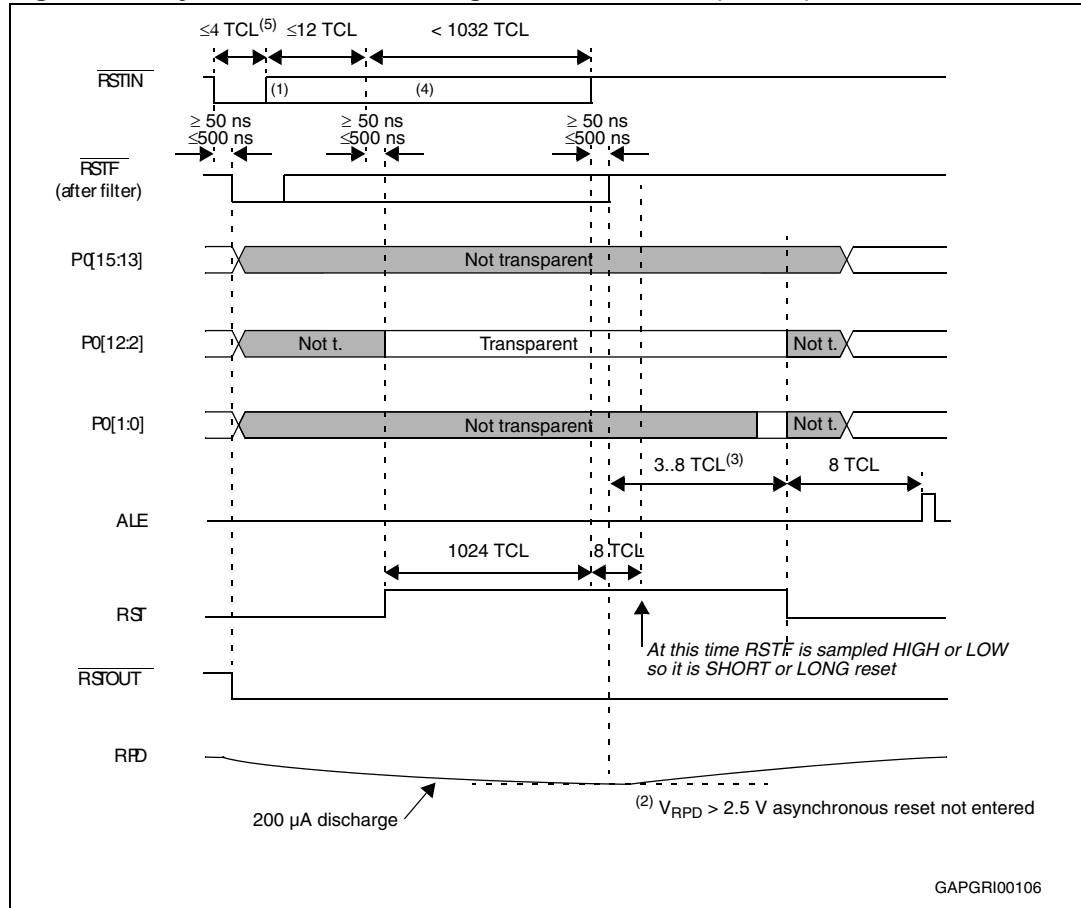 ≤4 TCL(5) ≤12 TCL < 1032 TCL
RSTIN
(1) (4)
≥ 50 ns ≥ 50 ns ≥ 50 ns
≤500 ns ≤500 ns ≤500 ns
RSTF
(after filter)
P0[15:13] Not transparent
P0[12:2] Not t. Transparent Not t.
P0[1:0] Not transparent Not t.
3..8 TCL(3) 8 TCL
ALE
1024 TCL 8 TCL
RST
At this time RSTF is sampled HIGH or LOW
so it is SHORT or LONG reset
RSTOUT
RPD
200 µA discharge
(2) VRPD > 2.5 V asynchronous reset not entered
GAPGRI00106